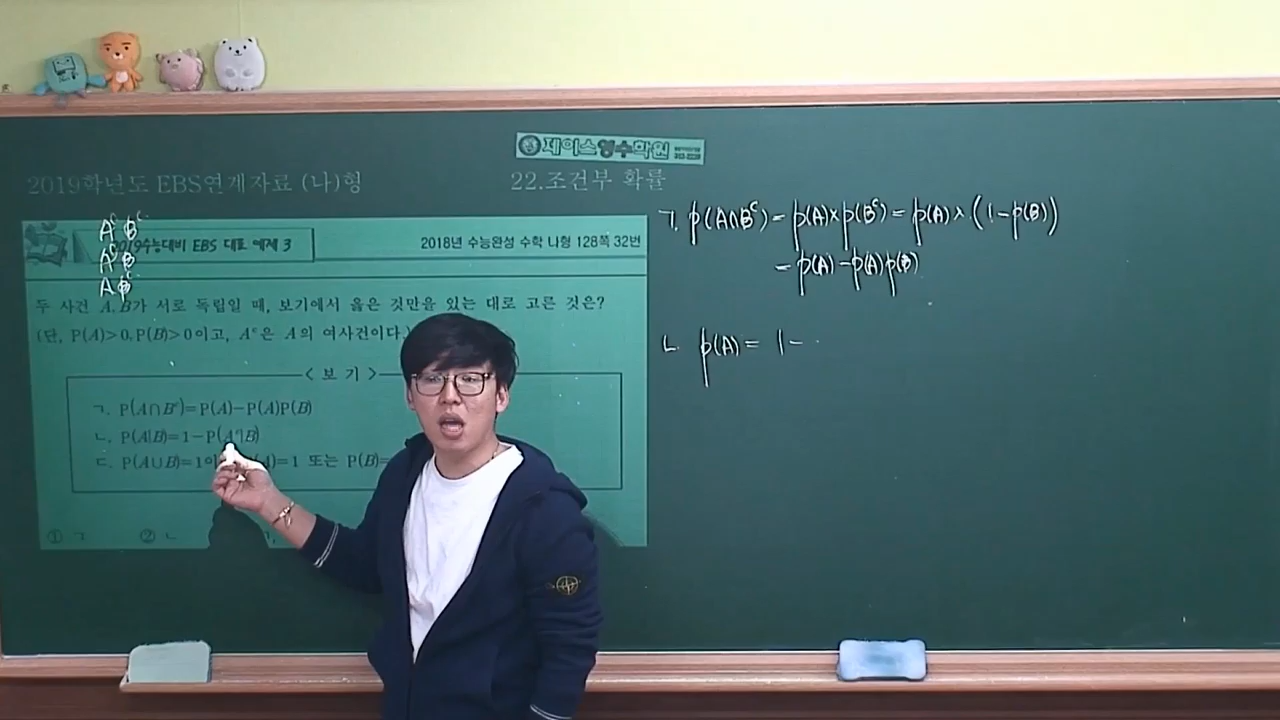 제이스영수학원
2019학년도 EBS연계자료 (나)형
22.조건부 확률
Aᶜ Bᶜ
Aᶜ B
A Bᶜ
2019수능대비 EBS 대표 예제 3
2018년 수능완성 수학 나형 128쪽 32번
두 사건 A, B가 서로 독립일 때, 보기에서 옳은 것만을 있는 대로 고른 것은?
(단, P(A)>0, P(B)>0이고, Aᶜ은 A의 여사건이다.)
<보 기>
ㄱ. P(A∩Bᶜ)=P(A)−P(A)P(B)
ㄴ. P(A|B)=1−P(Aᶜ|B)
ㄷ. P(A∪B)=1이 (A)=1 또는 P(B)=
① ㄱ ② ㄴ
ㄱ. p(A∩Bᶜ) = p(A)×p(Bᶜ) = p(A)×(1−p(B))
= p(A)−p(A)p(B)
ㄴ. p(A) = 1−